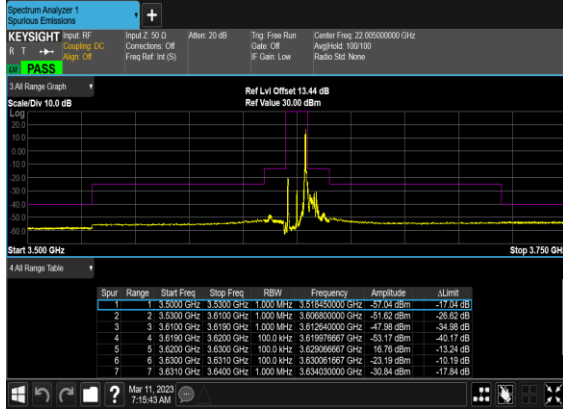 Spectrum Analyzer 1
Spurious Emissions
+
KEYSIGHT Input: RF Input Z: 50 Ω Atten: 20 dB Trig: Free Run Center Freq: 22.005000000 GHz
R T Coupling: DC Corrections: Off Gate: Off Avg|Hold: 100/100
Align: Off Freq Ref: Int (S) IF Gain: Low Radio Std: None
PASS
3 All Range Graph Ref Lvl Offset 13.44 dB
Scale/Div 10.0 dB Ref Value 30.00 dBm
Log
20.0
10.0
0.00
-10.0
-20.0
-30.0
-40.0
-50.0
-60.0
Start 3.500 GHz Stop 3.750 GHz
4 All Range Table
Spur Range Start Freq Stop Freq RBW Frequency Amplitude ΔLimit
1 1 3.5000 GHz 3.5300 GHz 1.000 MHz 3.518450000 GHz -57.04 dBm -17.04 dB
2 2 3.5300 GHz 3.6100 GHz 1.000 MHz 3.606800000 GHz -51.62 dBm -26.62 dB
3 3 3.6100 GHz 3.6190 GHz 1.000 MHz 3.612640000 GHz -47.98 dBm -34.98 dB
4 4 3.6190 GHz 3.6200 GHz 100.0 kHz 3.619976667 GHz -53.17 dBm -40.17 dB
5 5 3.6200 GHz 3.6300 GHz 100.0 kHz 3.629066667 GHz 16.76 dBm -13.24 dB
6 6 3.6300 GHz 3.6310 GHz 100.0 kHz 3.630061667 GHz -23.19 dBm -10.19 dB
7 7 3.6310 GHz 3.6400 GHz 1.000 MHz 3.634030000 GHz -30.84 dBm -17.84 dB
? Mar 11, 2023
7:15:43 AM